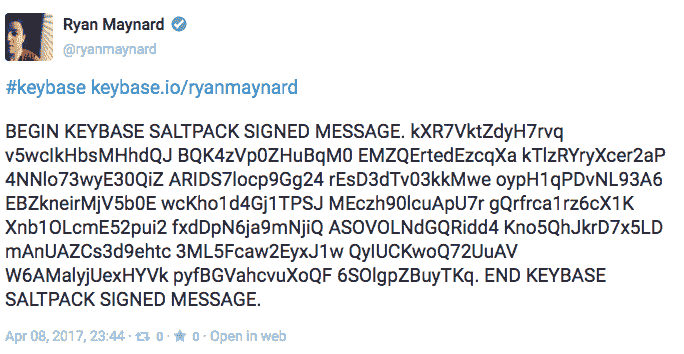 Ryan Maynard
@ryanmaynard
#keybase keybase.io/ryanmaynard
BEGIN KEYBASE SALTPACK SIGNED MESSAGE. kXR7VktZdyH7rvq
v5wcIkHbsMHhdQJ BQK4zVp0ZHuBqM0 EMZQErtedEzcqXa kTlzRYryXcer2aP
4NNlo73wyE30QiZ ARIDS7locp9Gg24 rEsD3dTv03kkMwe oypH1qPDvNL93A6
EBZkneirMjV5b0E wcKho1d4Gj1TPSJ MEczh90lcuApU7r gQrfrca1rz6cX1K
Xnb1OLcmE52pui2 fxdDpN6ja9mNjiQ ASOVOLNdGQRidd4 Kno5QhJkrD7x5LD
mAnUAZCs3d9ehtc 3ML5Fcaw2EyxJ1w QyIUCKwoQ72UuAV
W6AMalyjUexHYVk pyfBGVahcvuXoQF 6SOlgpZBuyTKq. END KEYBASE
SALTPACK SIGNED MESSAGE.
Apr 08, 2017, 23:44 · 0 · 0 · Open in web